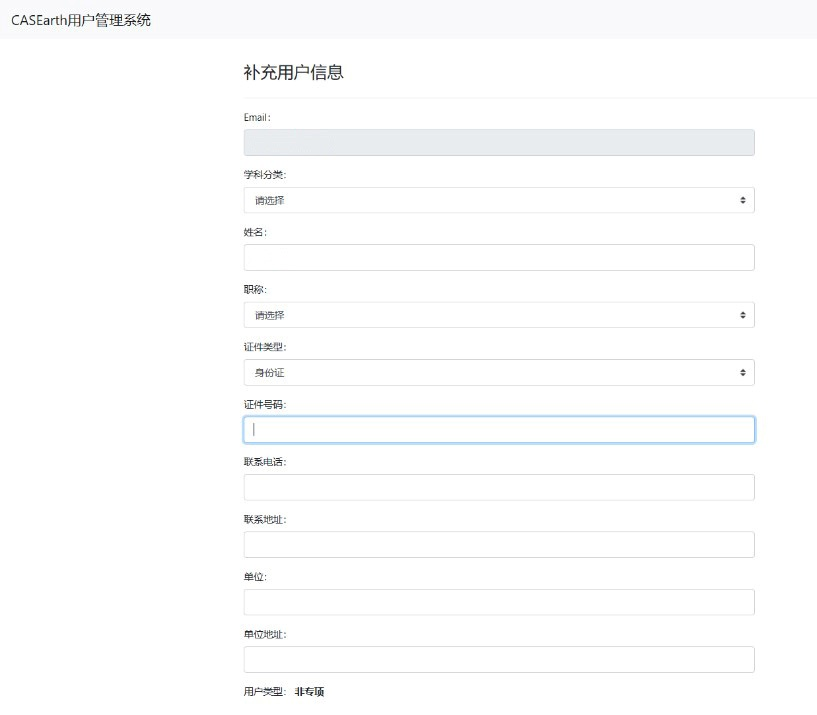 CASEarth用户管理系统
补充用户信息
Email:
学科分类:
请选择
姓名:
职称:
请选择
证件类型:
身份证
证件号码:
联系电话:
联系地址:
单位:
单位地址:
用户类型: 非专项